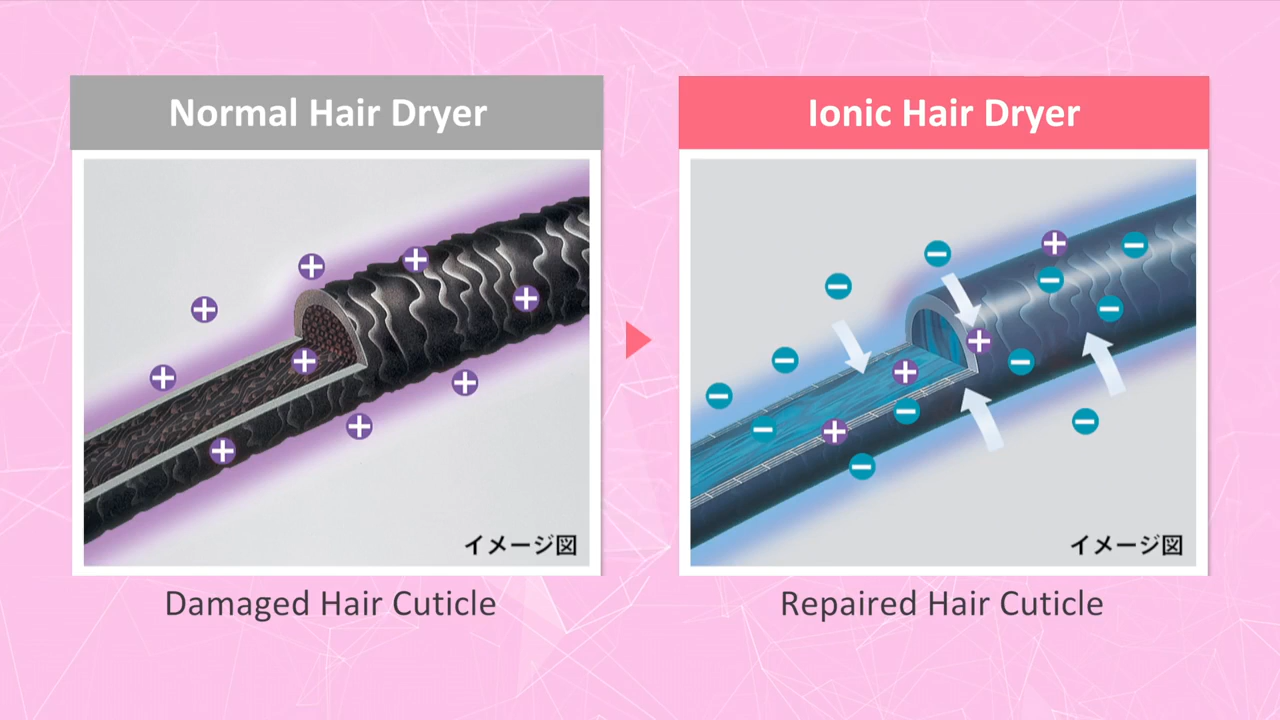 Normal Hair Dryer
Ionic Hair Dryer
イメージ図
イメージ図
Damaged Hair Cuticle
Repaired Hair Cuticle